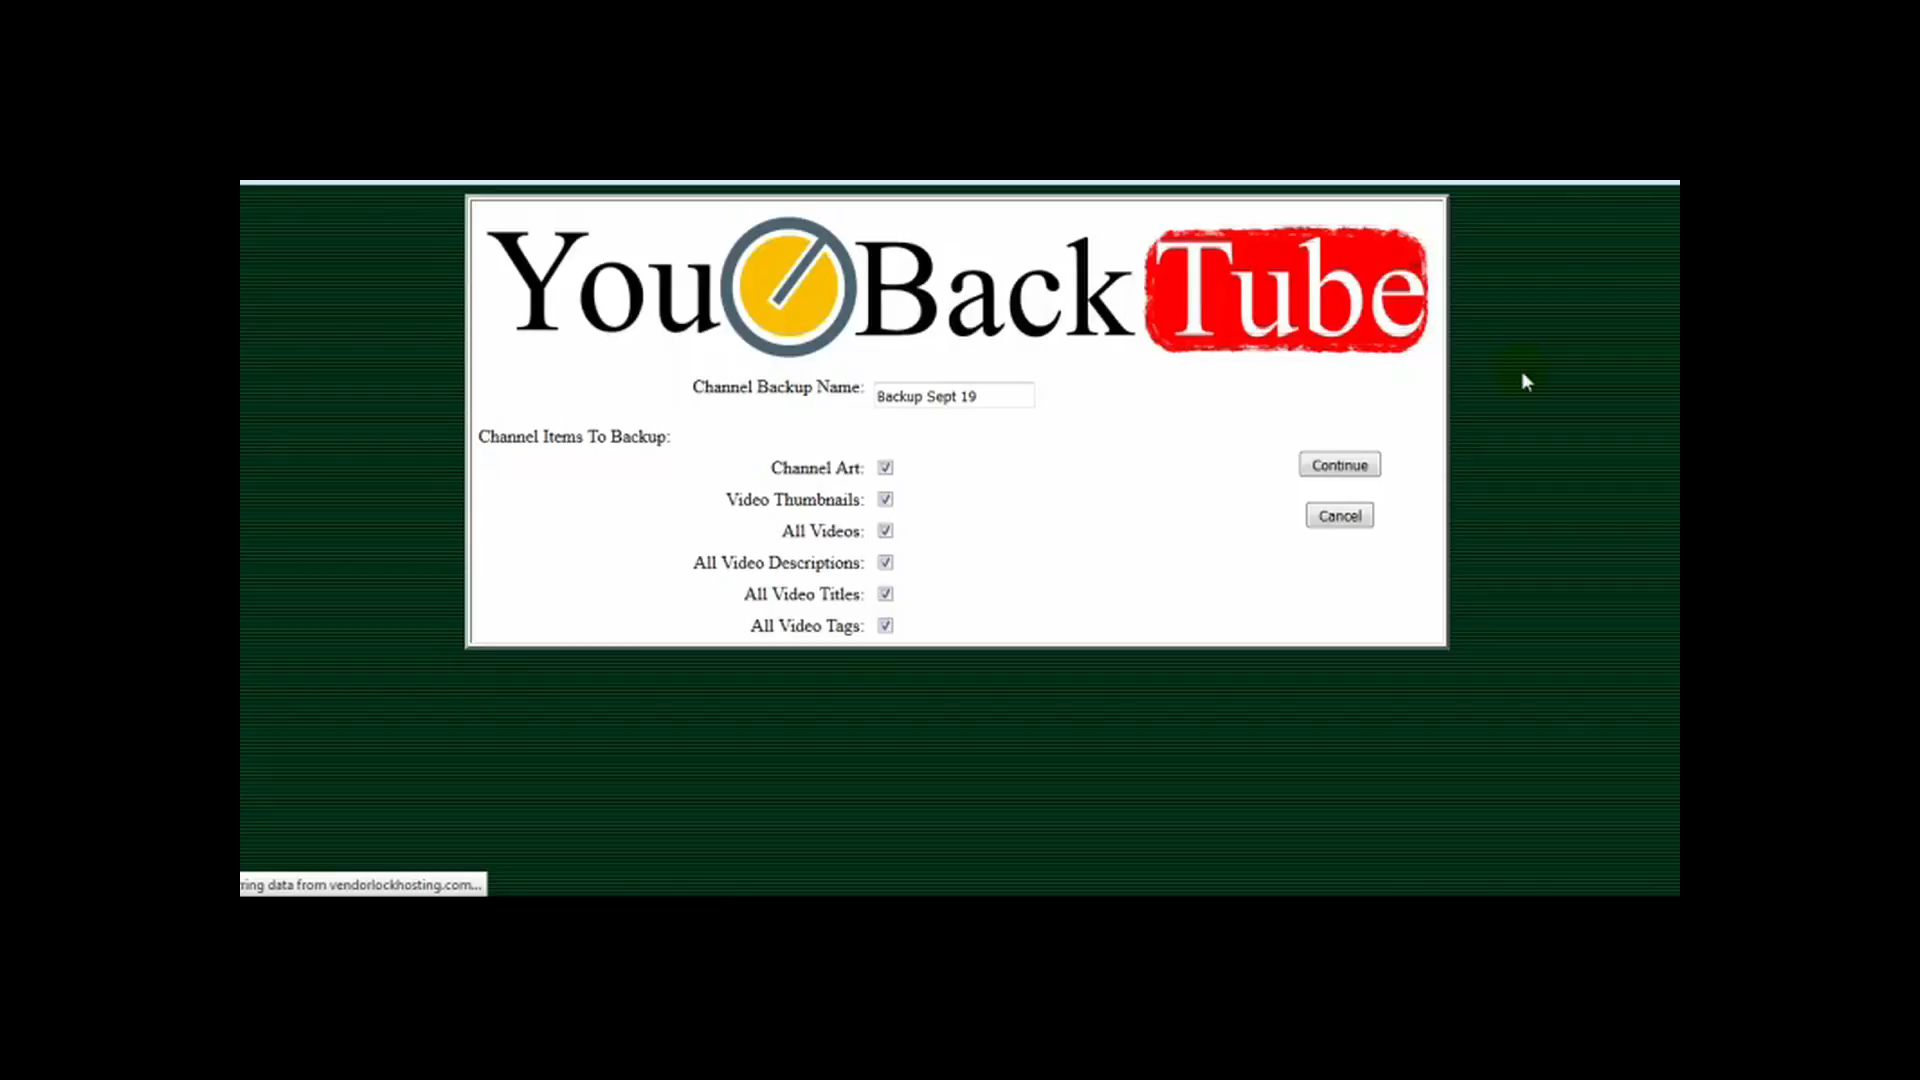 You Back Tube
Channel Backup Name: Backup Sept 19
Channel Items To Backup:
Channel Art:
Continue
Video Thumbnails:
Cancel
All Videos:
All Video Descriptions:
All Video Titles:
All Video Tags:
data from vendorlockhosting.com...